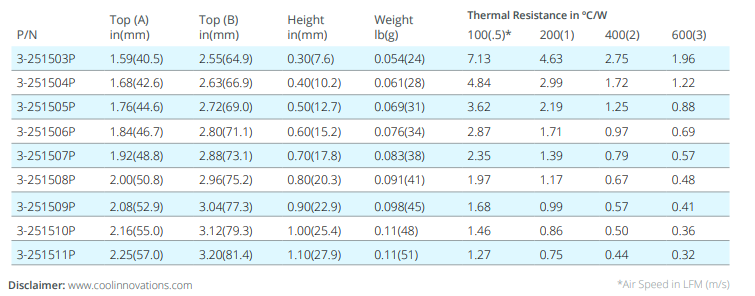 Top (A) Top (B) Height Weight Thermal Resistance in ºC/W
P/N in(mm) in(mm) in(mm) lb(g) 100(.5)* 200(1) 400(2) 600(3)
3-251503P 1.59(40.5) 2.55(64.9) 0.30(7.6) 0.054(24) 7.13 4.63 2.75 1.96
3-251504P 1.68(42.6) 2.63(66.9) 0.40(10.2) 0.061(28) 4.84 2.99 1.72 1.22
3-251505P 1.76(44.6) 2.72(69.0) 0.50(12.7) 0.069(31) 3.62 2.19 1.25 0.88
3-251506P 1.84(46.7) 2.80(71.1) 0.60(15.2) 0.076(34) 2.87 1.71 0.97 0.69
3-251507P 1.92(48.8) 2.88(73.1) 0.70(17.8) 0.083(38) 2.35 1.39 0.79 0.57
3-251508P 2.00(50.8) 2.96(75.2) 0.80(20.3) 0.091(41) 1.97 1.17 0.67 0.48
3-251509P 2.08(52.9) 3.04(77.3) 0.90(22.9) 0.098(45) 1.68 0.99 0.57 0.41
3-251510P 2.16(55.0) 3.12(79.3) 1.00(25.4) 0.11(48) 1.46 0.86 0.50 0.36
3-251511P 2.25(57.0) 3.20(81.4) 1.10(27.9) 0.11(51) 1.27 0.75 0.44 0.32
Disclaimer: www.coolinnovations.com *Air Speed in LFM (m/s)